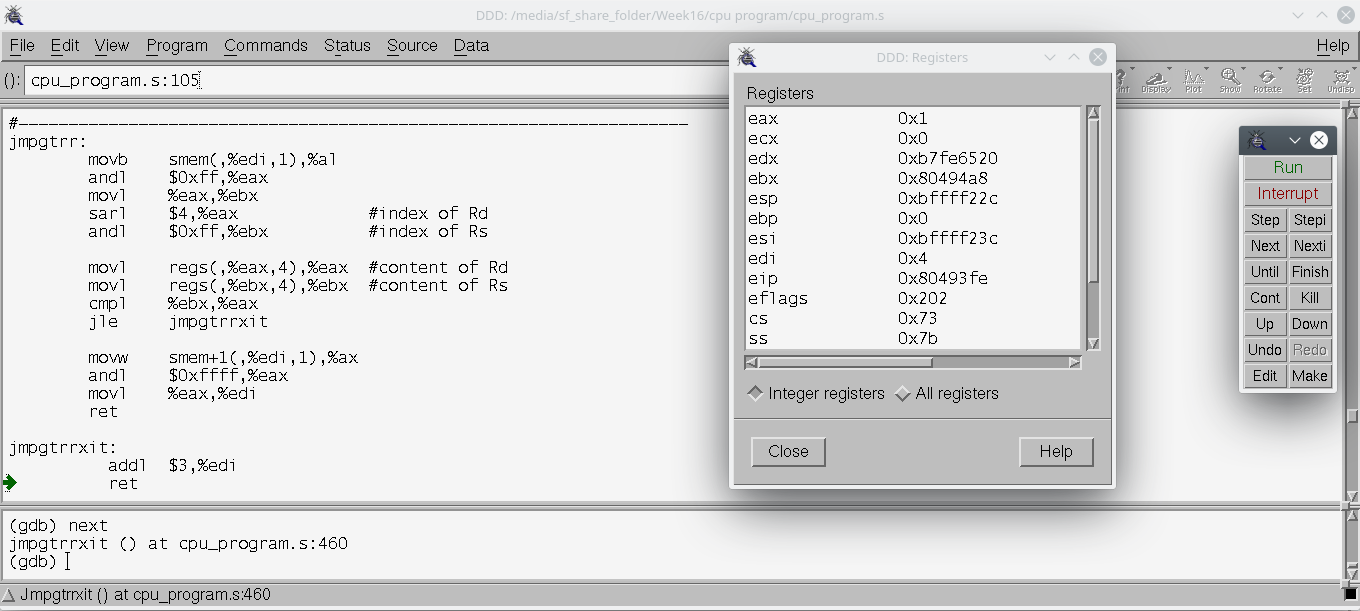 DDD: /media/sf_share_folder/Week16/cpu program/cpu_program.s
File Edit View Program Commands Status Source Data Help
(): cpu_program.s:105
Display Plot Show Rotate Set Undisp
#-------------------------------------------------------------------
jmpgtrr:
movb smem(,%edi,1),%al
andl $0xff,%eax
movl %eax,%ebx
sarl $4,%eax #index of Rd
andl $0xff,%ebx #index of Rs
movl regs(,%eax,4),%eax #content of Rd
movl regs(,%ebx,4),%ebx #content of Rs
cmpl %ebx,%eax
jle jmpgtrrxit
movw smem+1(,%edi,1),%ax
andl $0xffff,%eax
movl %eax,%edi
ret
jmpgtrrxit:
addl $3,%edi
ret
(gdb) next
jmpgtrrxit () at cpu_program.s:460
(gdb)
Jmpgtrrxit () at cpu_program.s:460
DDD: Registers
Registers
eax 0x1
ecx 0x0
edx 0xb7fe6520
ebx 0x80494a8
esp 0xbffff22c
ebp 0x0
esi 0xbffff23c
edi 0x4
eip 0x80493fe
eflags 0x202
cs 0x73
ss 0x7b
Integer registers All registers
Close Help
Run
Interrupt
Step Stepi
Next Nexti
Until Finish
Cont Kill
Up Down
Undo Redo
Edit Make